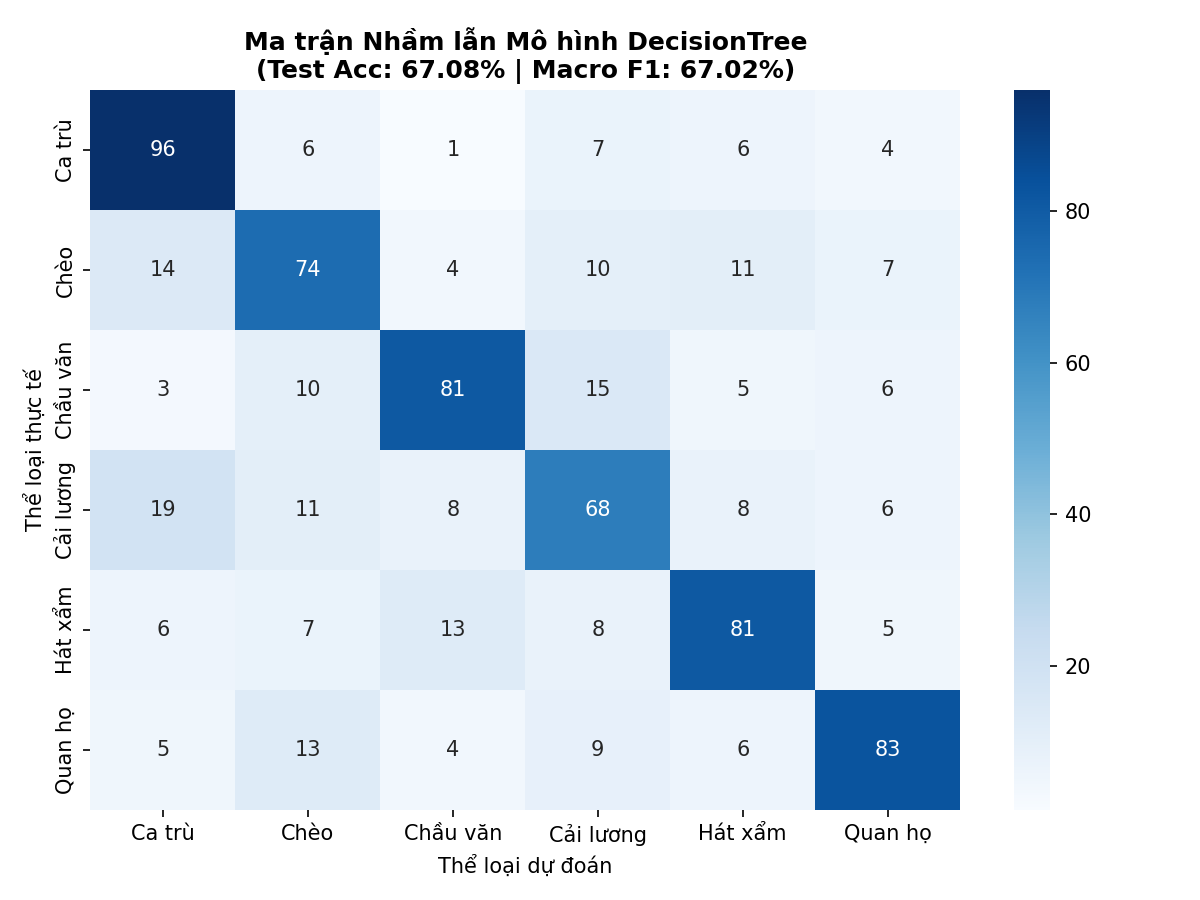 Ma trận Nhầm lẫn Mô hình DecisionTree
(Test Acc: 67.08% | Macro F1: 67.02%)
Thể loại thực tế
Ca trù 96 6 1 7 6 4
Chèo 14 74 4 10 11 7
Chầu văn 3 10 81 15 5 6
Cải lương 19 11 8 68 8 6
Hát xẩm 6 7 13 8 81 5
Quan họ 5 13 4 9 6 83
Ca trù Chèo Chầu văn Cải lương Hát xẩm Quan họ
Thể loại dự đoán
80
60
40
20